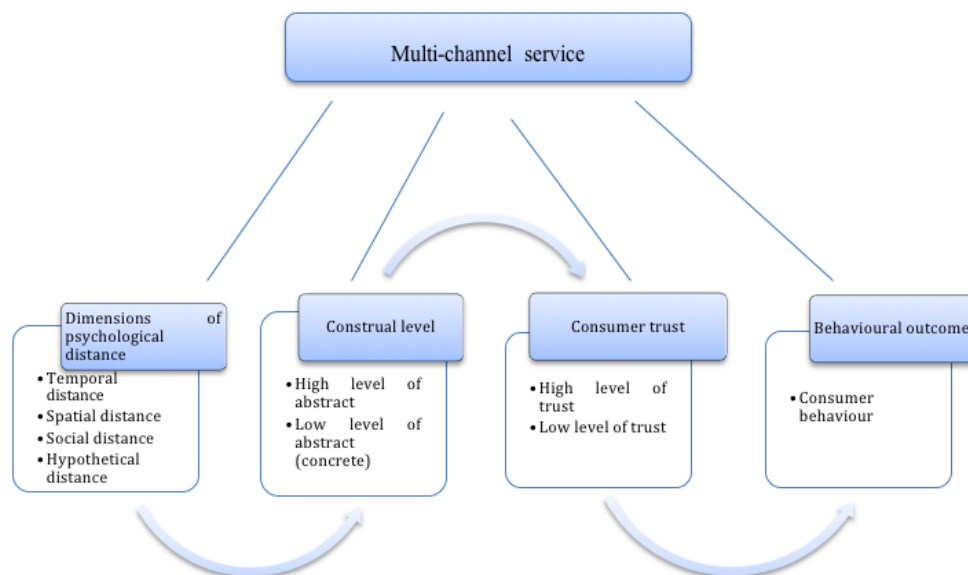 Multi-channel service
Dimensions of
psychological
distance
• Temporal
distance
• Spatial distance
• Social distance
• Hypothetical
distance
Construal level
• High level of
abstract
• Low level of
abstract
(concrete)
Consumer trust
• High level of
trust
• Low level of trust
Behavioural outcome
• Consumer
behaviour